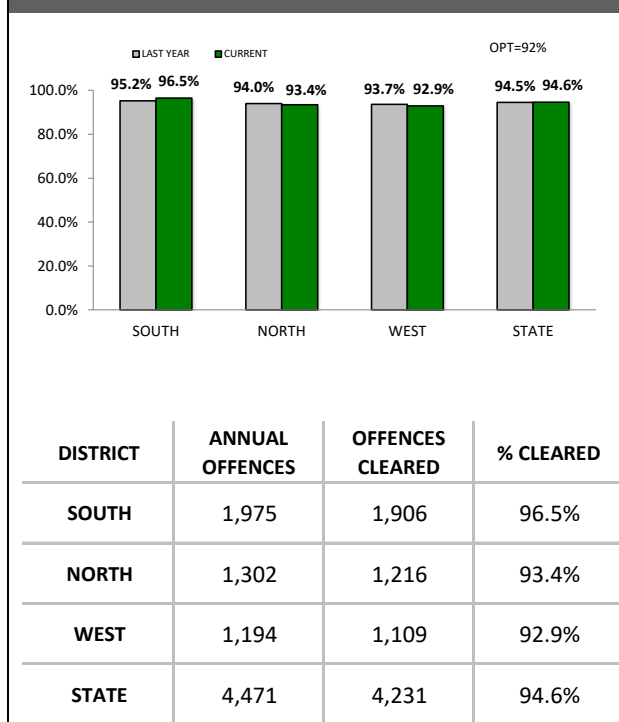 LAST YEAR CURRENT OPT=92%
95.2% 96.5% 94.0% 93.4% 93.7% 92.9% 94.5% 94.6%
100.0%
80.0%
60.0%
40.0%
20.0%
0.0%
SOUTH NORTH WEST STATE
DISTRICT ANNUAL OFFENCES OFFENCES CLEARED % CLEARED
SOUTH 1,975 1,906 96.5%
NORTH 1,302 1,216 93.4%
WEST 1,194 1,109 92.9%
STATE 4,471 4,231 94.6%